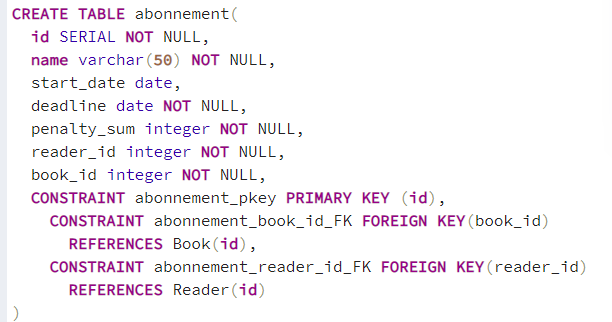 CREATE TABLE abonnement(
id SERIAL NOT NULL,
name varchar(50) NOT NULL,
start_date date,
deadline date NOT NULL,
penalty_sum integer NOT NULL,
reader_id integer NOT NULL,
book_id integer NOT NULL,
CONSTRAINT abonnement_pkey PRIMARY KEY (id),
CONSTRAINT abonnement_book_id_FK FOREIGN KEY(book_id)
REFERENCES Book(id),
CONSTRAINT abonnement_reader_id_FK FOREIGN KEY(reader_id)
REFERENCES Reader(id)
)